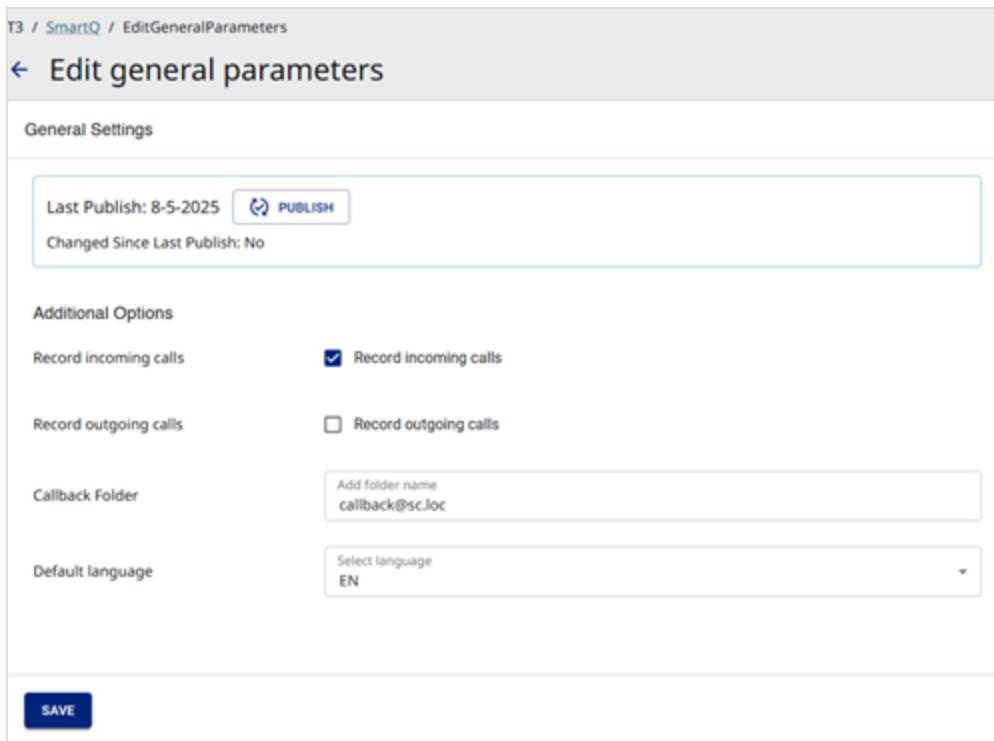 T3 / SmartQ / EditGeneralParameters
Edit general parameters
General Settings
Last Publish: 8-5-2025 PUBLISH
Changed Since Last Publish: No
Additional Options
Record incoming calls Record incoming calls
Record outgoing calls Record outgoing calls
Callback Folder Add folder name
callback@sc.loc
Default language Select language
EN
SAVE